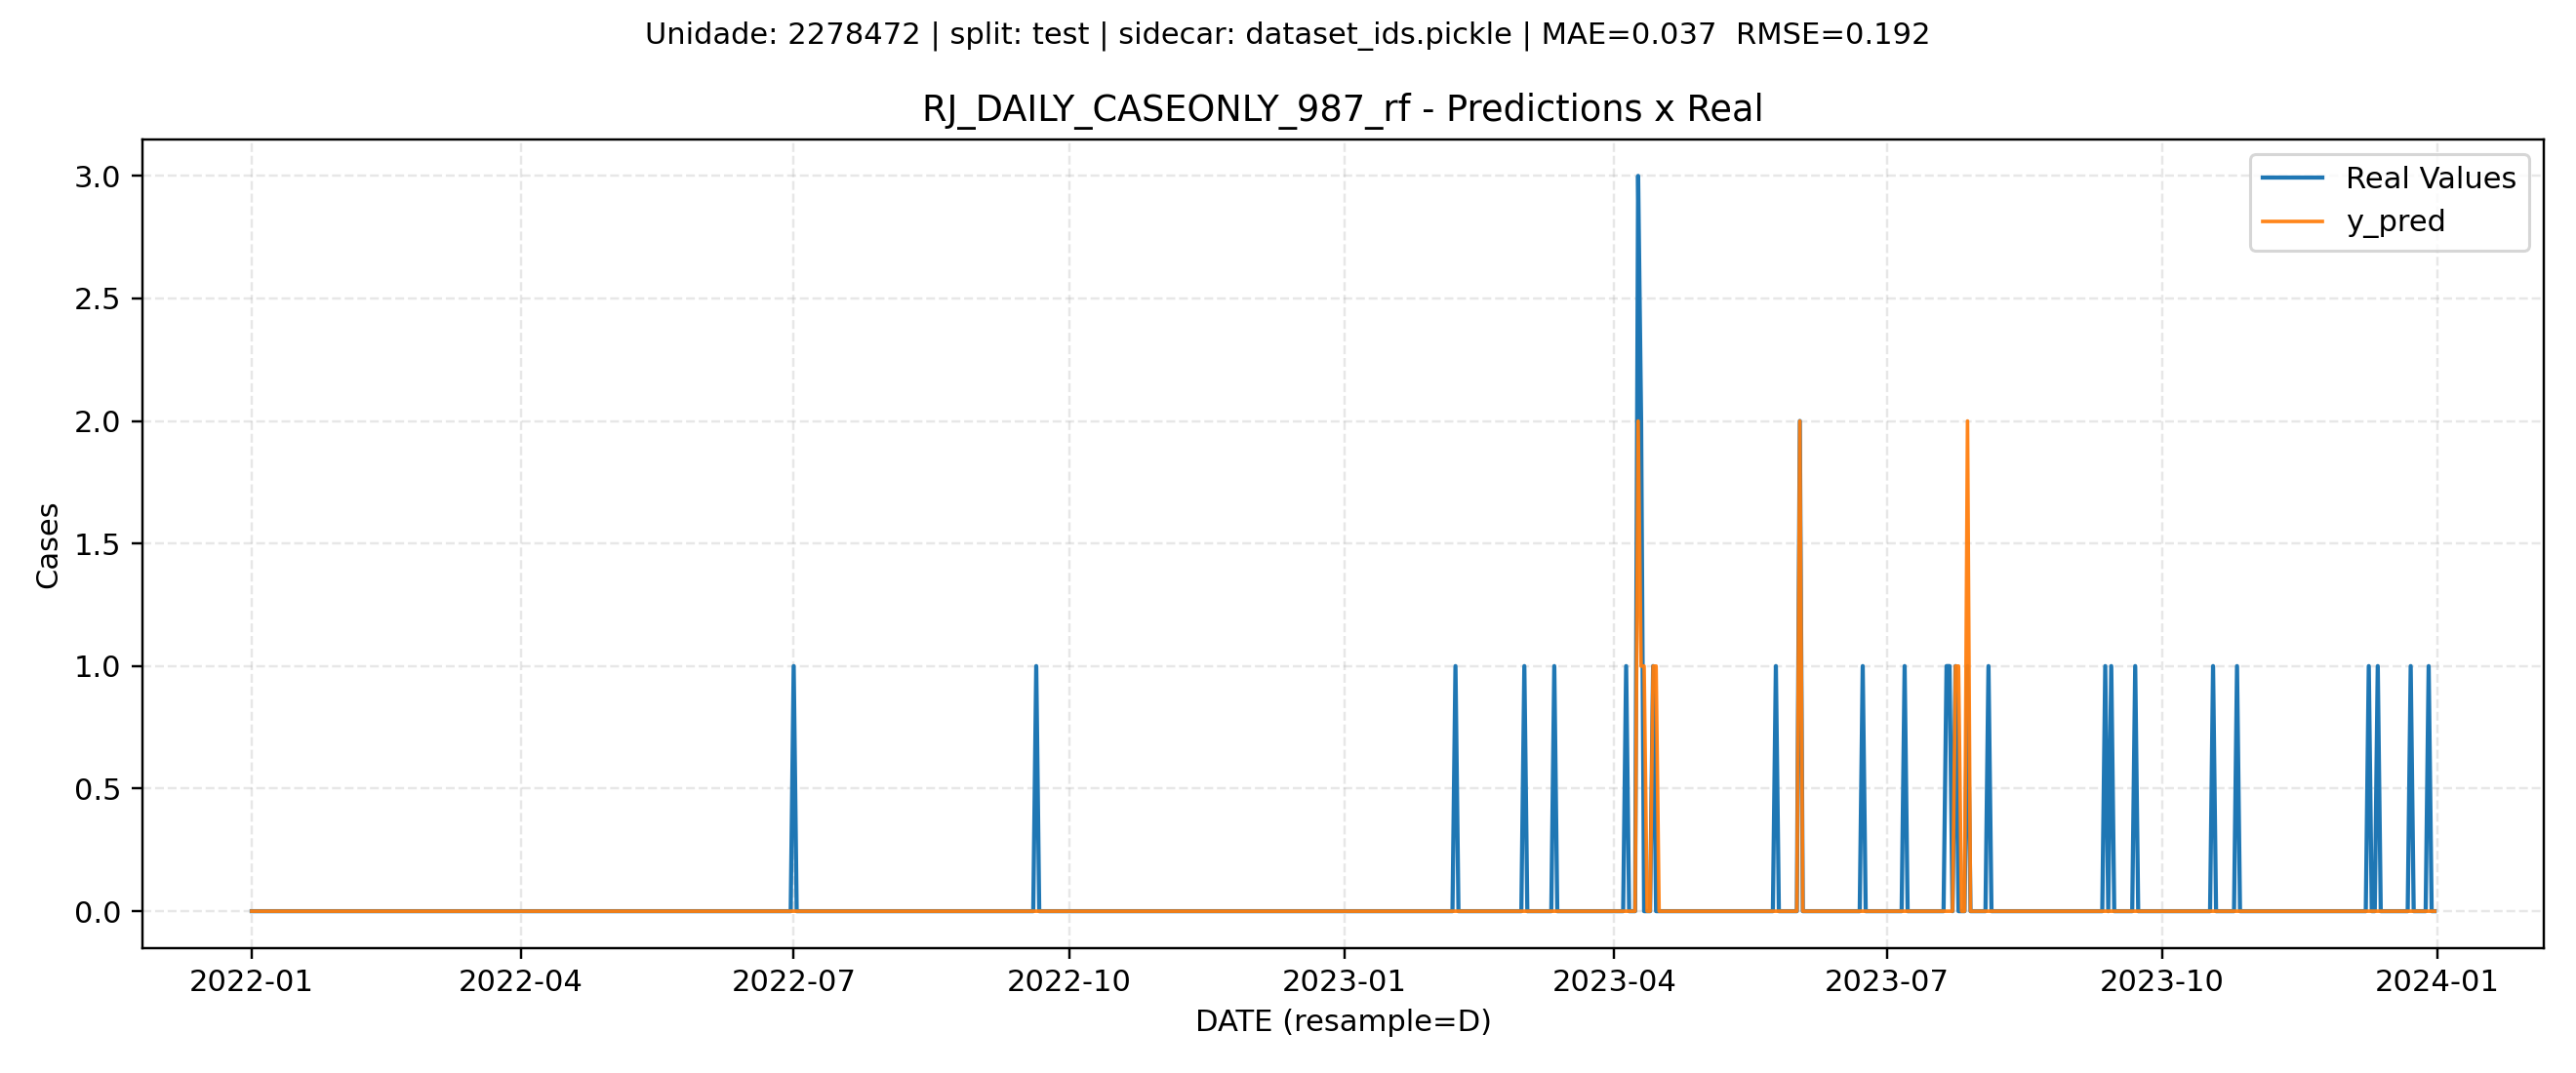 Unidade: 2278472 | split: test | sidecar: dataset_ids.pickle | MAE=0.037  RMSE=0.192
RJ_DAILY_CASEONLY_987_rf - Predictions x Real
Real Values
y_pred
3.0
2.5
2.0
1.5
1.0
0.5
0.0
Cases
2022-01
2022-04
2022-07
2022-10
2023-01
2023-04
2023-07
2023-10
2024-01
DATE (resample=D)